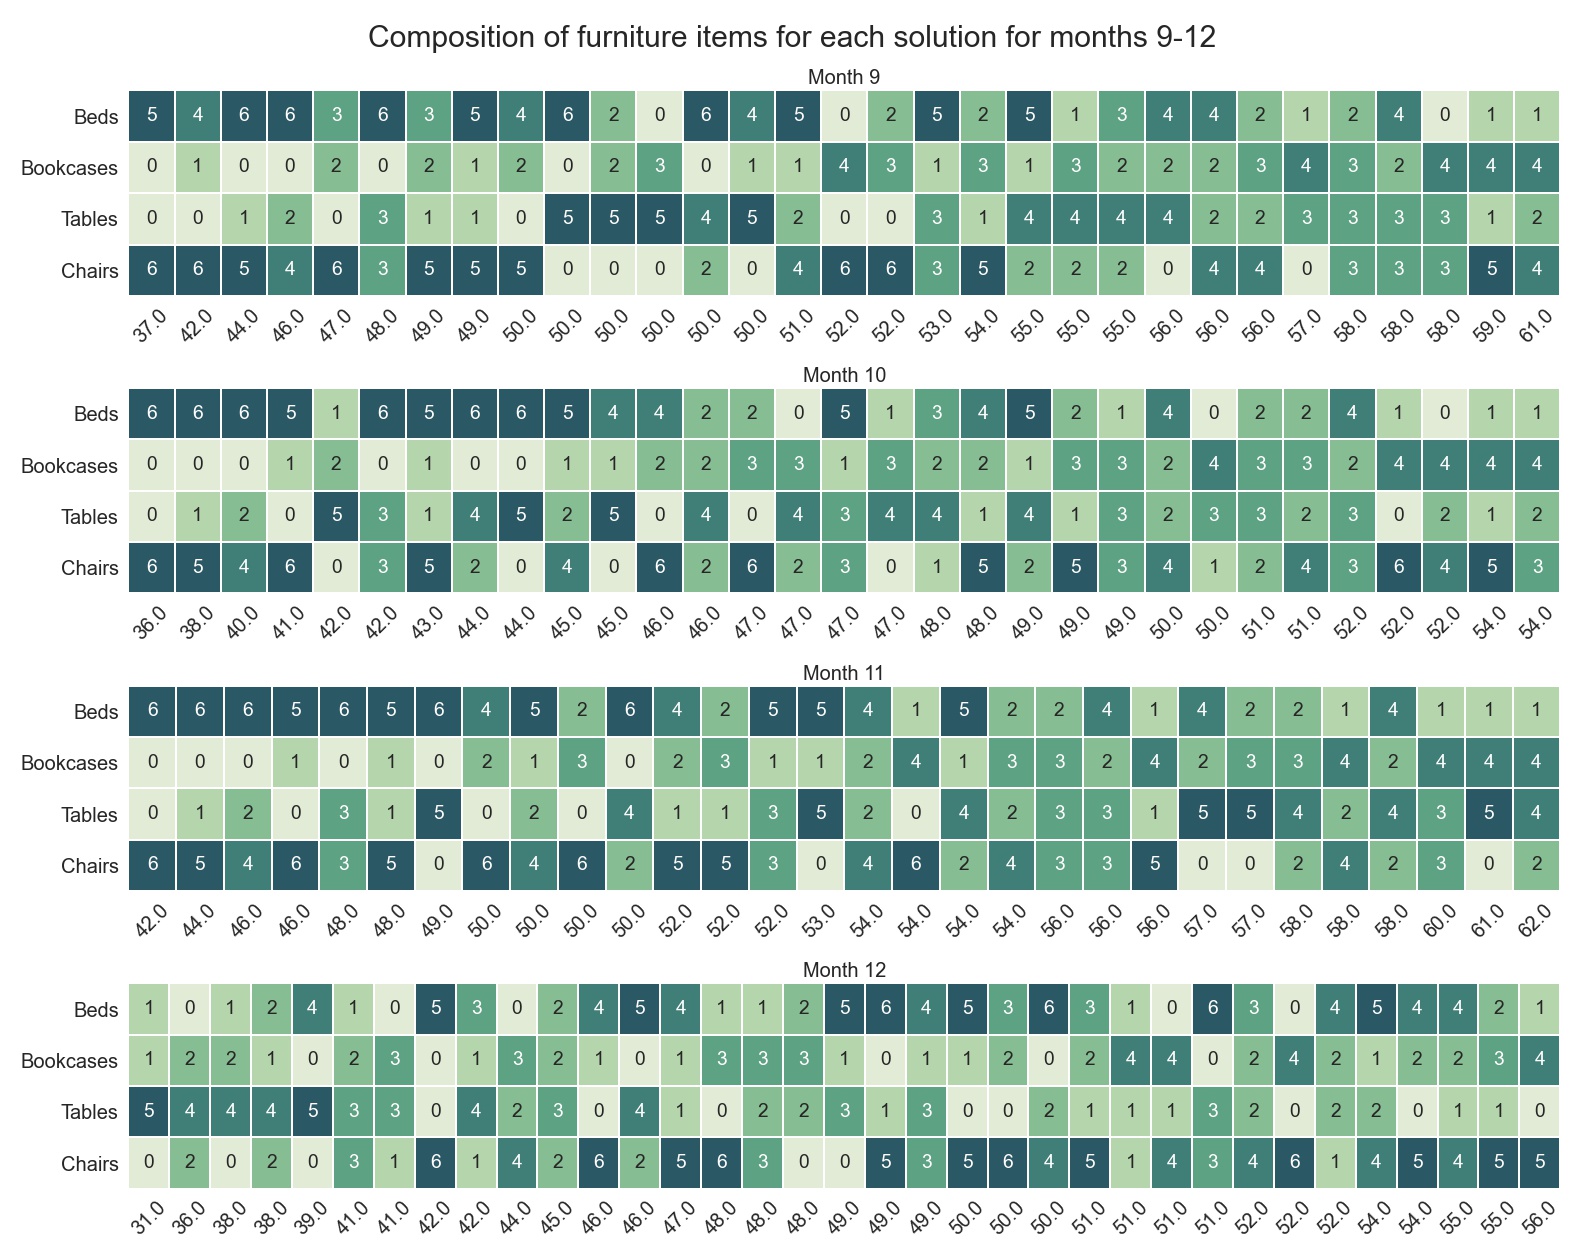 Composition of furniture items for each solution for months 9-12
Month 9
Beds 5 4 6 6 3 6 3 5 4 6 2 0 6 4 5 0 2 5 2 5 1 3 4 4 2 1 2 4 0 1 1
Bookcases 0 1 0 0 2 0 2 1 2 0 2 3 0 1 1 4 3 1 3 1 3 2 2 2 3 4 3 2 4 4 4
Tables 0 0 1 2 0 3 1 1 0 5 5 5 4 5 2 0 0 3 1 4 4 4 4 2 2 3 3 3 3 1 2
Chairs 6 6 5 4 6 3 5 5 5 0 0 0 2 0 4 6 6 3 5 2 2 2 0 4 4 0 3 3 3 5 4
37.0 42.0 44.0 46.0 47.0 48.0 49.0 49.0 50.0 50.0 50.0 50.0 50.0 50.0 51.0 52.0 52.0 53.0 54.0 55.0 55.0 55.0 56.0 56.0 56.0 57.0 58.0 58.0 58.0 59.0 61.0
Month 10
Beds 6 6 6 5 1 6 5 6 6 5 4 4 2 2 0 5 1 3 4 5 2 1 4 0 2 2 4 1 0 1 1
Bookcases 0 0 0 1 2 0 1 0 0 1 1 2 2 3 3 1 3 2 2 1 3 3 2 4 3 3 2 4 4 4 4
Tables 0 1 2 0 5 3 1 4 5 2 5 0 4 0 4 3 4 4 1 4 1 3 2 3 3 2 3 0 2 1 2
Chairs 6 5 4 6 0 3 5 2 0 4 0 6 2 6 2 3 0 1 5 2 5 3 4 1 2 4 3 6 4 5 3
36.0 38.0 40.0 41.0 42.0 42.0 43.0 44.0 44.0 45.0 45.0 46.0 46.0 47.0 47.0 47.0 47.0 48.0 48.0 49.0 49.0 49.0 50.0 50.0 51.0 51.0 52.0 52.0 52.0 54.0 54.0
Month 11
Beds 6 6 6 5 6 5 6 4 5 2 6 4 2 5 5 4 1 5 2 2 4 1 4 2 2 1 4 1 1 1
Bookcases 0 0 0 1 0 1 0 2 1 3 0 2 3 1 1 2 4 1 3 3 2 4 2 3 3 4 2 4 4 4
Tables 0 1 2 0 3 1 5 0 2 0 4 1 1 3 5 2 0 4 2 3 3 1 5 5 4 2 4 3 5 4
Chairs 6 5 4 6 3 5 0 6 4 6 2 5 5 3 0 4 6 2 4 3 3 5 0 0 2 4 2 3 0 2
42.0 44.0 46.0 46.0 48.0 48.0 49.0 50.0 50.0 50.0 50.0 52.0 52.0 52.0 53.0 54.0 54.0 54.0 54.0 56.0 56.0 56.0 57.0 57.0 58.0 58.0 58.0 60.0 61.0 62.0
Month 12
Beds 1 0 1 2 4 1 0 5 3 0 2 4 5 4 1 1 2 5 6 4 5 3 6 3 1 0 6 3 0 4 5 4 4 2 1
Bookcases 1 2 2 1 0 2 3 0 1 3 2 1 0 1 3 3 3 1 0 1 1 2 0 2 4 4 0 2 4 2 1 2 2 3 4
Tables 5 4 4 4 5 3 3 0 4 2 3 0 4 1 0 2 2 3 1 3 0 0 2 1 1 1 3 2 0 2 2 0 1 1 0
Chairs 0 2 0 2 0 3 1 6 1 4 2 6 2 5 6 3 0 0 5 3 5 6 4 5 1 4 3 4 6 1 4 5 4 5 5
31.0 36.0 38.0 38.0 39.0 41.0 41.0 42.0 42.0 44.0 45.0 46.0 46.0 47.0 48.0 48.0 48.0 49.0 49.0 49.0 50.0 50.0 50.0 51.0 51.0 51.0 51.0 52.0 52.0 52.0 54.0 54.0 55.0 55.0 56.0